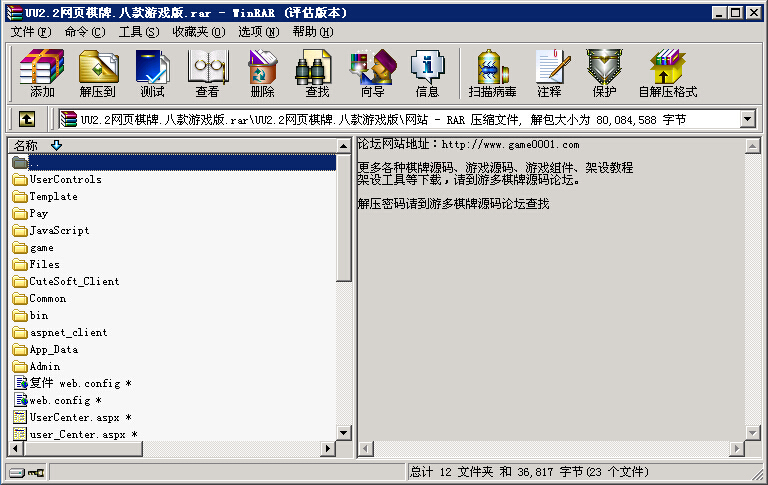 UU2.2网页棋牌.八款游戏版.rar - WinRAR (评估版本)
文件(F) 命令(C) 工具(S) 收藏夹(O) 选项(N) 帮助(H)
添加 解压到 测试 查看 删除 查找 向导 信息 扫描病毒 注释 保护 自解压格式
UU2.2网页棋牌.八款游戏版.rar\UU2.2网页棋牌.八款游戏版\网站 - RAR 压缩文件, 解包大小为 80,084,588 字节
名称
..
UserControls
Template
Pay
JavaScript
game
Files
CuteSoft_Client
Common
bin
aspnet_client
App_Data
Admin
复件 web.config *
web.config *
UserCenter.aspx *
user_Center.aspx *
论坛网站地址：http://www.game0001.com
更多各种棋牌源码、游戏源码、游戏组件、架设教程
架设工具等下载，请到游多棋牌源码论坛。
解压密码请到游多棋牌源码论坛查找
总计 12 文件夹 和 36,817 字节(23 个文件)